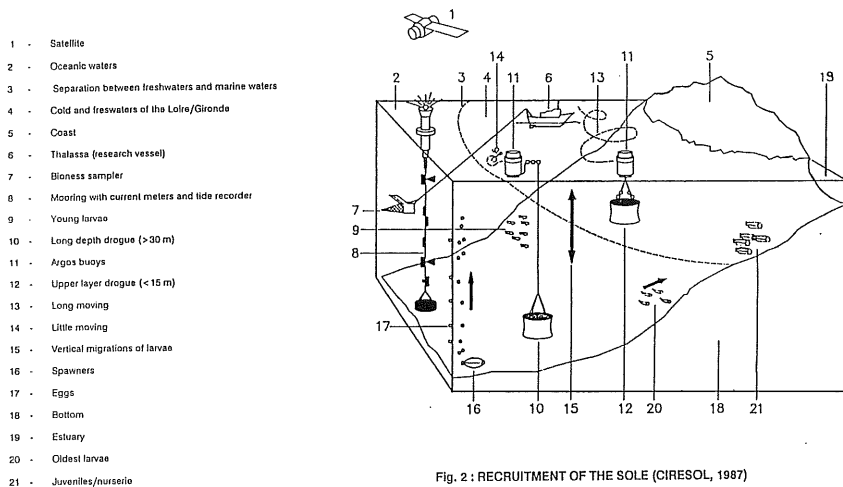 1 - Satellite
2 - Oceanic waters
3 - Separation between freshwaters and marine waters
4 - Cold and freswaters of the Loire/Gironde
5 - Coast
6 - Thalassa (research vessel)
7 - Bioness sampler
8 - Mooring with current meters and tide recorder
9 - Young larvae
10 - Long depth drogue (>30 m)
11 - Argos buoys
12 - Upper layer drogue (<15 m)
13 - Long moving
14 - Little moving
15 - Vertical migrations of larvae
16 - Spawners
17 - Eggs
18 - Bottom
19 - Estuary
20 - Oldest larvae
21 - Juveniles/nurserie
1
14
2 3 4 11 6 13 11 5 19
7
9
8
17
16 10 15 12 20 18 21
Fig. 2 : RECRUITMENT OF THE SOLE (CIRESOL, 1987)